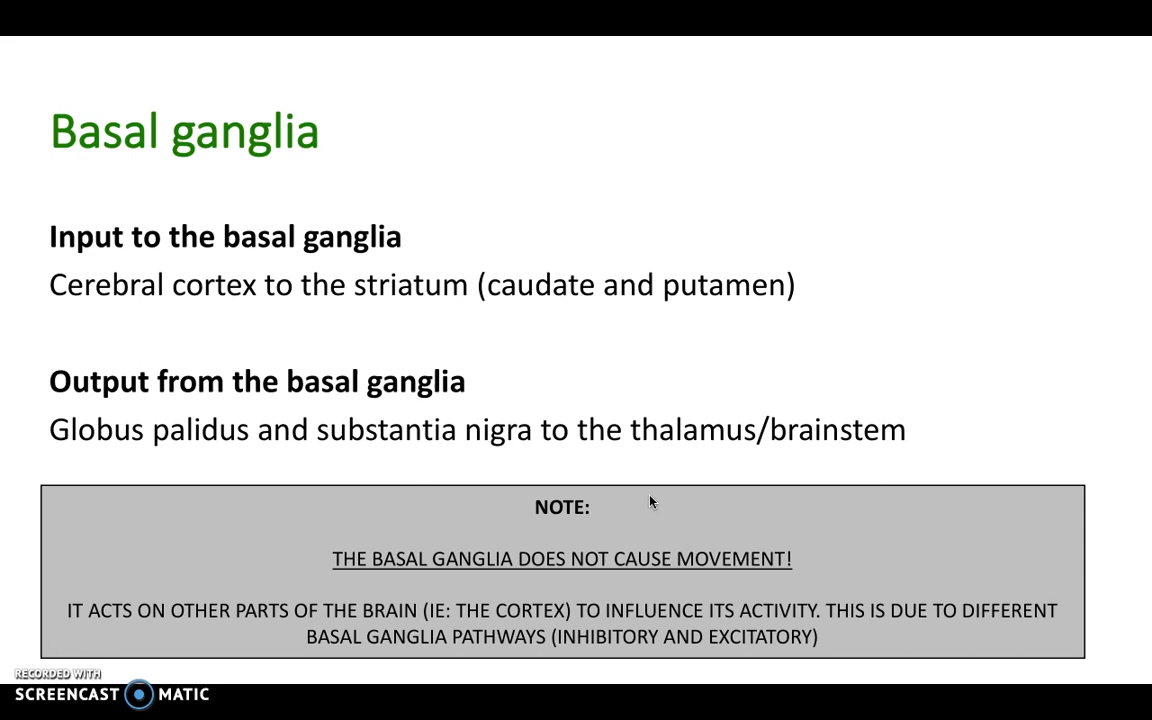 Basal ganglia
Input to the basal ganglia
Cerebral cortex to the striatum (caudate and putamen)
Output from the basal ganglia
Globus palidus and substantia nigra to the thalamus/brainstem
NOTE:
THE BASAL GANGLIA DOES NOT CAUSE MOVEMENT!
IT ACTS ON OTHER PARTS OF THE BRAIN (IE: THE CORTEX) TO INFLUENCE ITS ACTIVITY. THIS IS DUE TO DIFFERENT
BASAL GANGLIA PATHWAYS (INHIBITORY AND EXCITATORY)
RECORDED WITH
SCREENCAST MATIC